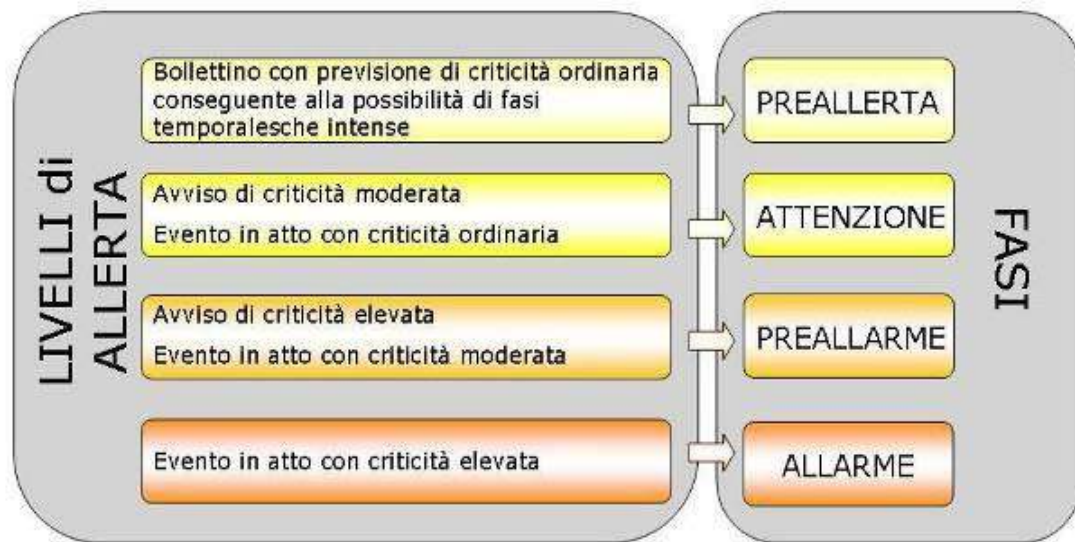 LIVELLI di
ALLERTA
Bollettino con previsione di criticità ordinaria
conseguente alla possibilità di fasi
temporalesche intense
PREALLERTA
Avviso di criticità moderata
Evento in atto con criticità ordinaria
ATTENZIONE
Avviso di criticità elevata
Evento in atto con criticità moderata
PREALLARME
Evento in atto con criticità elevata
ALLARME
FASI